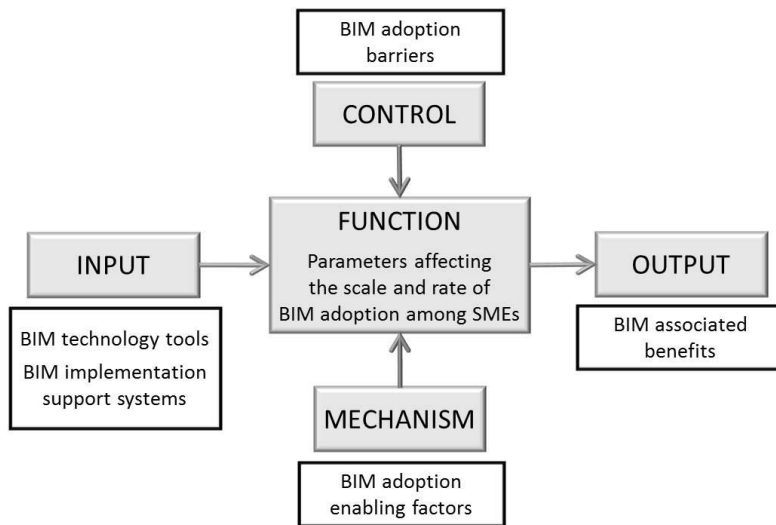 BIM adoption
barriers
CONTROL
FUNCTION
Parameters affecting
the scale and rate of
BIM adoption among SMEs
INPUT
BIM technology tools
BIM implementation
support systems
OUTPUT
BIM associated
benefits
MECHANISM
BIM adoption
enabling factors